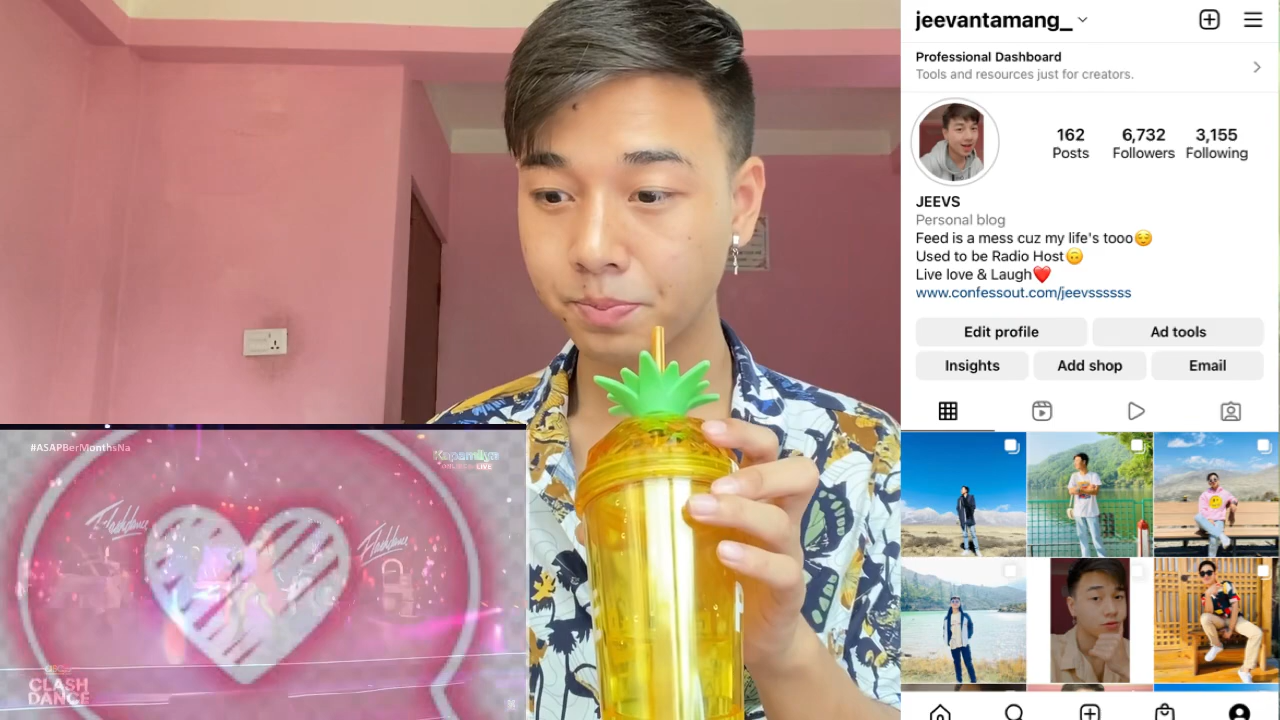 jeevantamang_
Professional Dashboard
Tools and resources just for creators.
162
6,732
3,155
Posts
Followers
Following
JEEVS
Personal blog
Feed is a mess cuz my life's tooo😌
Used to be Radio Host🙃
Live love & Laugh❤️
www.confessout.com/jeevssssss
Edit profile
Ad tools
Insights
Add shop
Email
#ASAPBerMonthsNa
Kapamilya
ONLINE LIVE
Flashdance
Flashdance
CLASH
DANCE